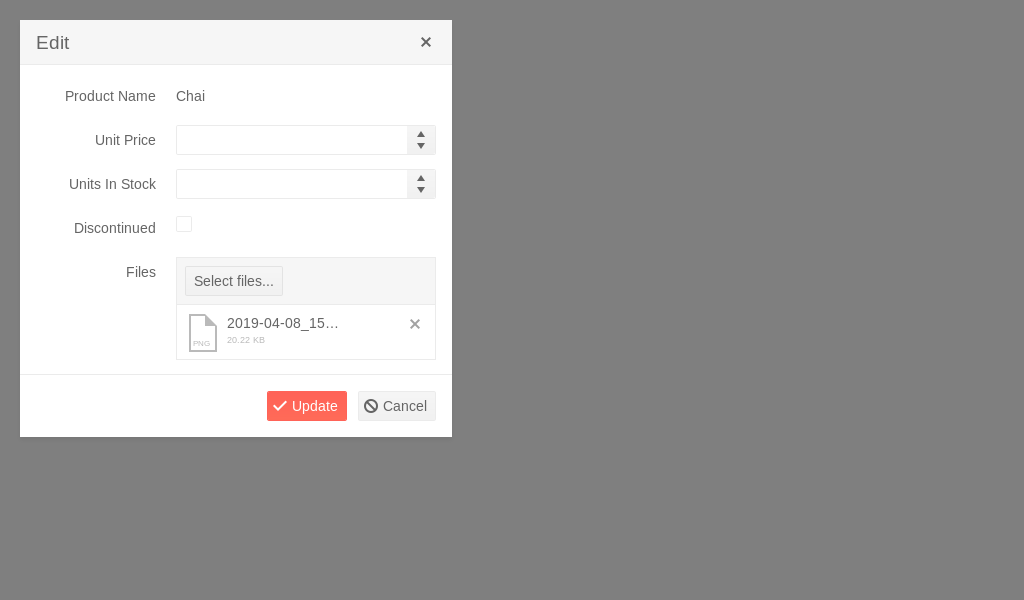 Edit
Product Name Chai
Unit Price
Units In Stock
Discontinued
Files
Select files...
2019-04-08_15...
PNG
20.22 KB
Update Cancel